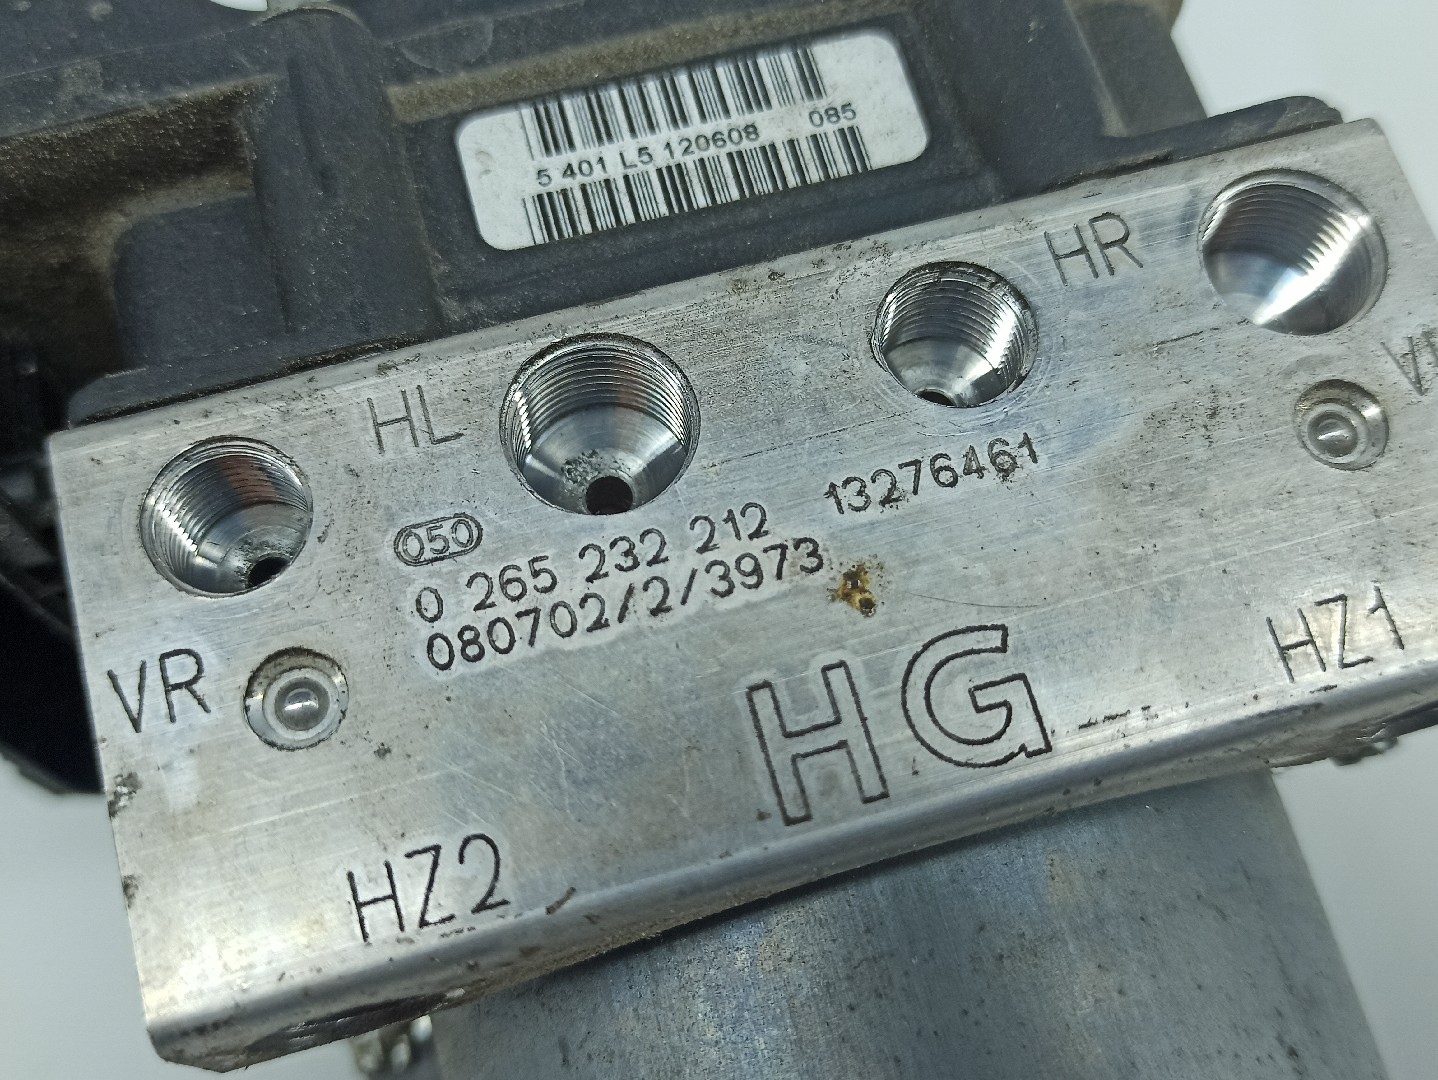 5 401 L5 120608 085
HR
HL
050
13276461
0 265 232 212
080702/2/3973
VR
HG
HZ1
HZ2